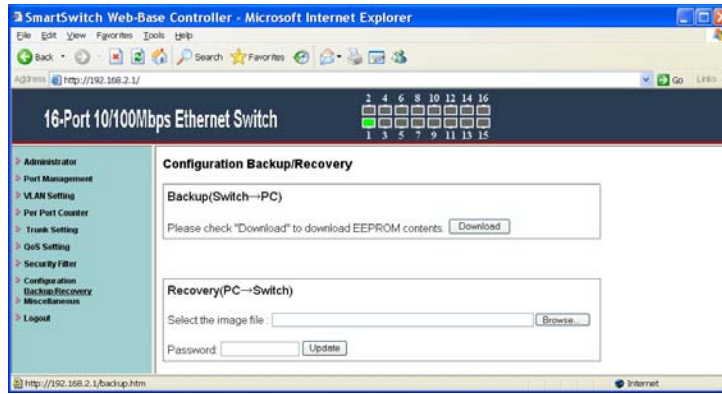 SmartSwitch Web-Base Controller - Microsoft Internet Explorer
File Edit View Favorites Tools Help
Back Search Favorites
Address http://192.168.2.1/ Go Links
16-Port 10/100Mbps Ethernet Switch
2 4 6 8 10 12 14 16
1 3 5 7 9 11 13 15
Administrator
Port Management
VLAN Setting
Per Port Counter
Trunk Setting
QoS Setting
Security Filter
Configuration
Backup/Recovery
Miscellaneous
Logout
Configuration Backup/Recovery
Backup(Switch→PC)
Please check "Download" to download EEPROM contents. Download
Recovery(PC→Switch)
Select the image file : Browse...
Password: Update
http://192.168.2.1/backup.htm Internet